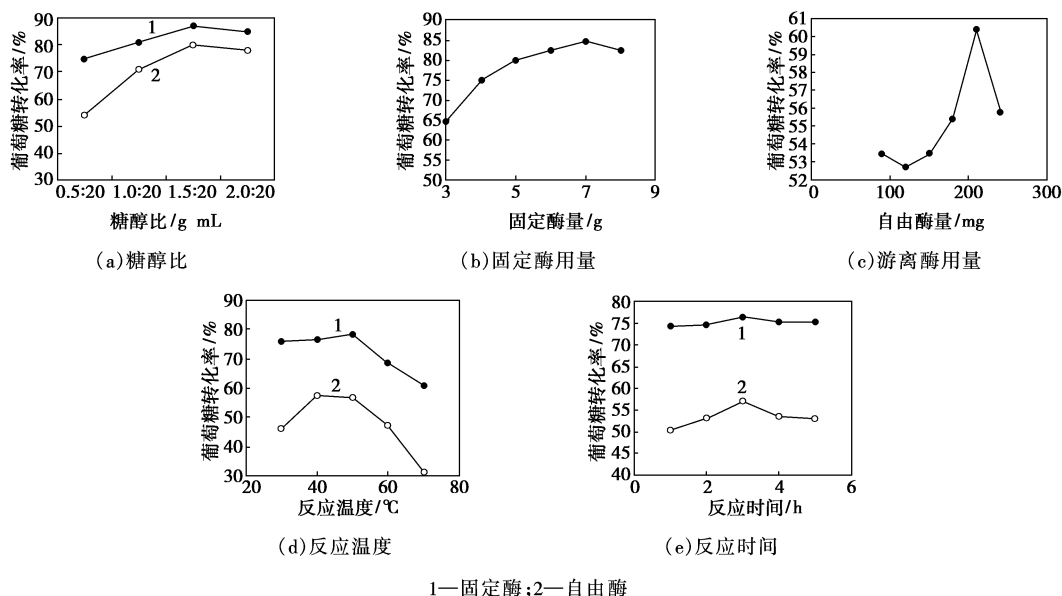 葡萄糖转化率/%
90
80
70
60
50
40
30
1
2
0.5∶20 1.0∶20 1.5∶20 2.0∶20
糖醇比/g mL
(a)糖醇比
葡萄糖转化率/%
90
85
80
75
70
65
60
55
50
3 5 7 9
固定酶量/g
(b)固定酶用量
葡萄糖转化率/%
61
60
59
58
56
55
54
53
52
0 100 200 300
自由酶量/mg
(c)游离酶用量
葡萄糖转化率/%
90
80
70
60
50
40
30
1
2
20 40 60 80
反应温度/℃
(d)反应温度
葡萄糖转化率/%
80
75
70
65
60
55
50
45
40
1
2
0 2 4 6
反应时间/h
(e)反应时间
1—固定酶;2—自由酶